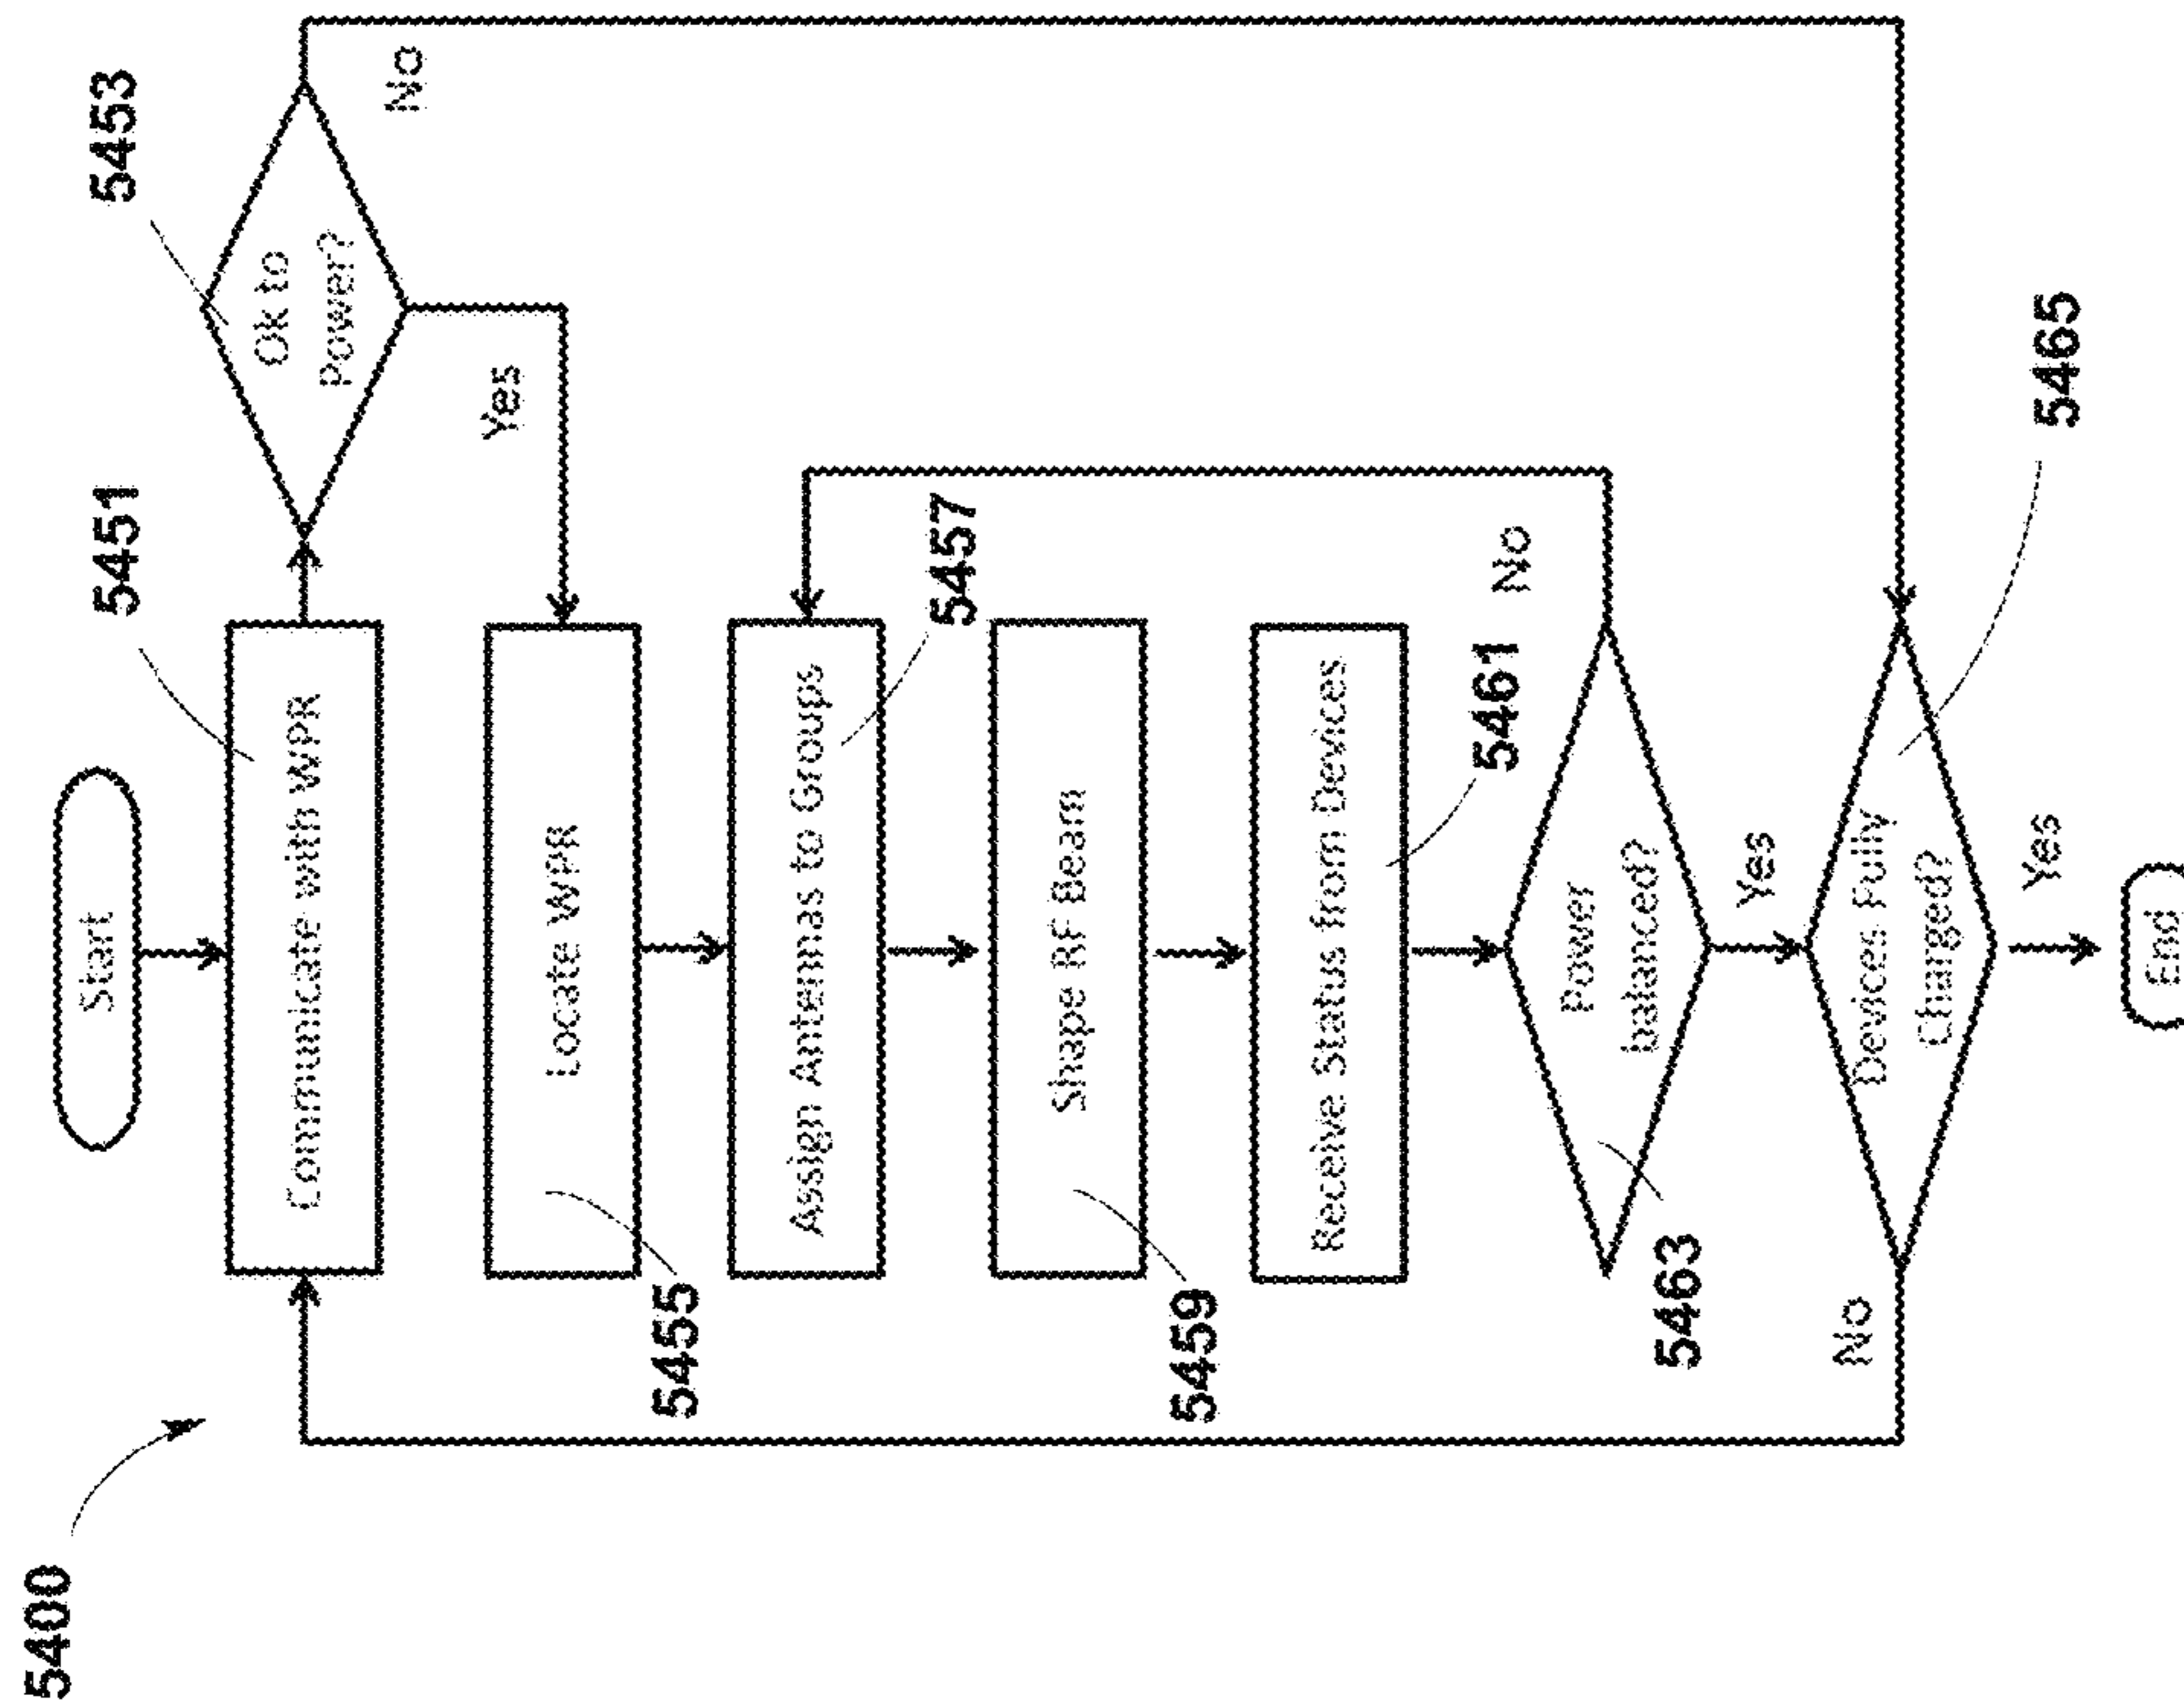 5400
Start
5451
Communicate with WPR
5453
Ok to
Power?
No
Yes
Locate WPR
5455
Assign Antennas to Groups
5457
Shape RF Beam
5459
Receive Status from Devices
5461
Power
balanced?
No
5463
Yes
Devices Fully
Charged?
5465
No
Yes
End